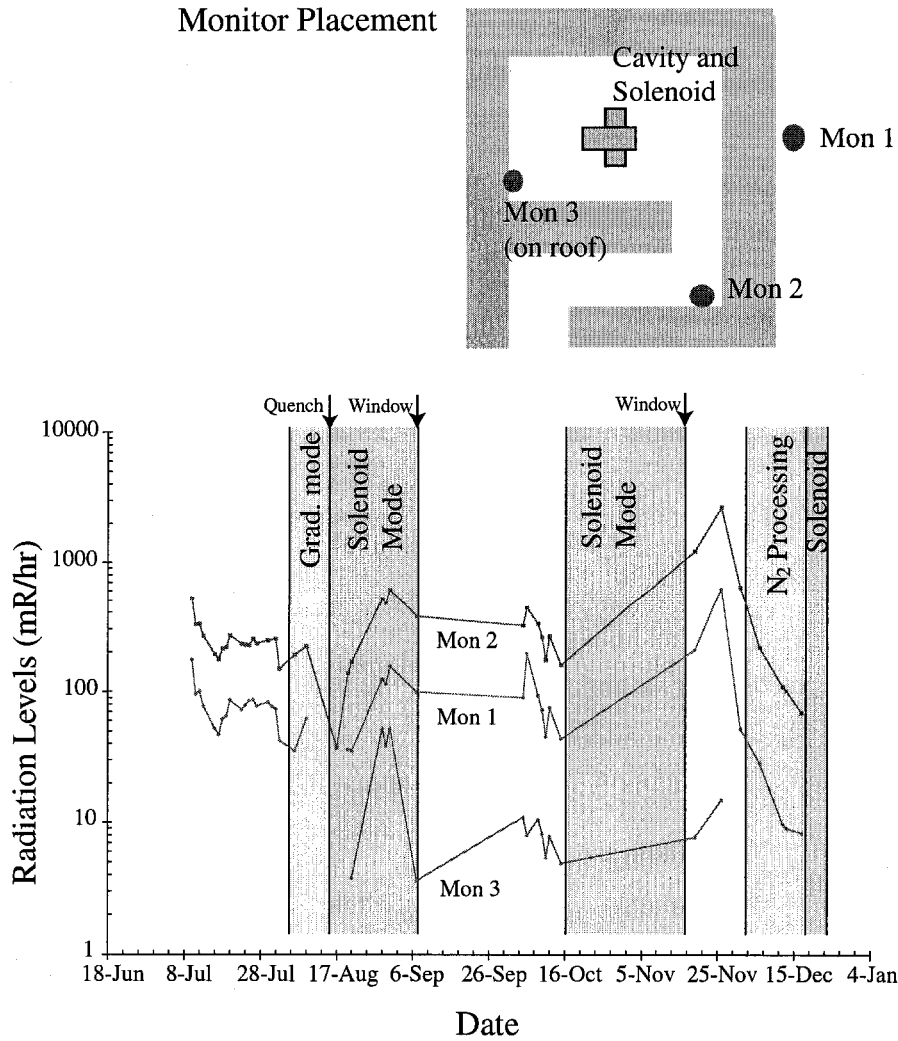 Monitor Placement
Cavity and
Solenoid
Mon 1
Mon 3
(on roof)
Mon 2
Quench
Window
Window
10000
1000
100
10
1
Radiation Levels (mR/hr)
Grad. mode
Solenoid
Mode
Solenoid
Mode
N₂ Processing
Solenoid
Mon 2
Mon 1
Mon 3
18-Jun 8-Jul 28-Jul 17-Aug 6-Sep 26-Sep 16-Oct 5-Nov 25-Nov 15-Dec 4-Jan
Date